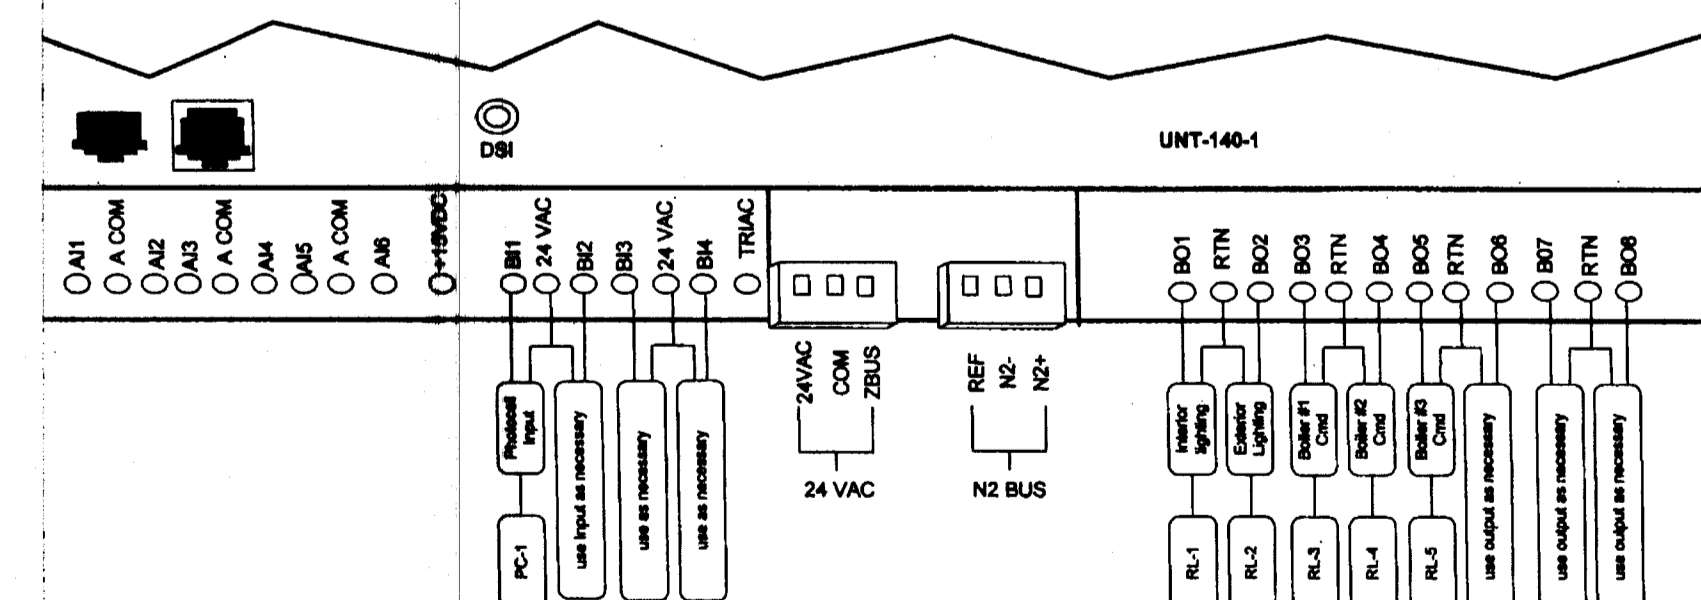 DSI
UNT-140-1
AI1
A COM
AI2
AI3
A COM
AI4
AI5
A COM
AI6
+15VDC
BI1
24 VAC
BI2
BI3
24 VAC
BI4
TRIAC
BO1
RTN
BO2
BO3
RTN
BO4
BO5
RTN
BO6
B07
RTN
BO8
24VAC
COM
ZBUS
REF
N2-
N2+
24 VAC
N2 BUS
Photocell
Input
use input as necessary
use as necessary
use as necessary
Interior
lighting
Exterior
Lighting
Boiler #1
Cmd
Boiler #2
Cmd
Boiler #3
Cmd
use output as necessary
use output as necessary
use output as necessary
PC-1
RL-1
RL-2
RL-3
RL-4
RL-5